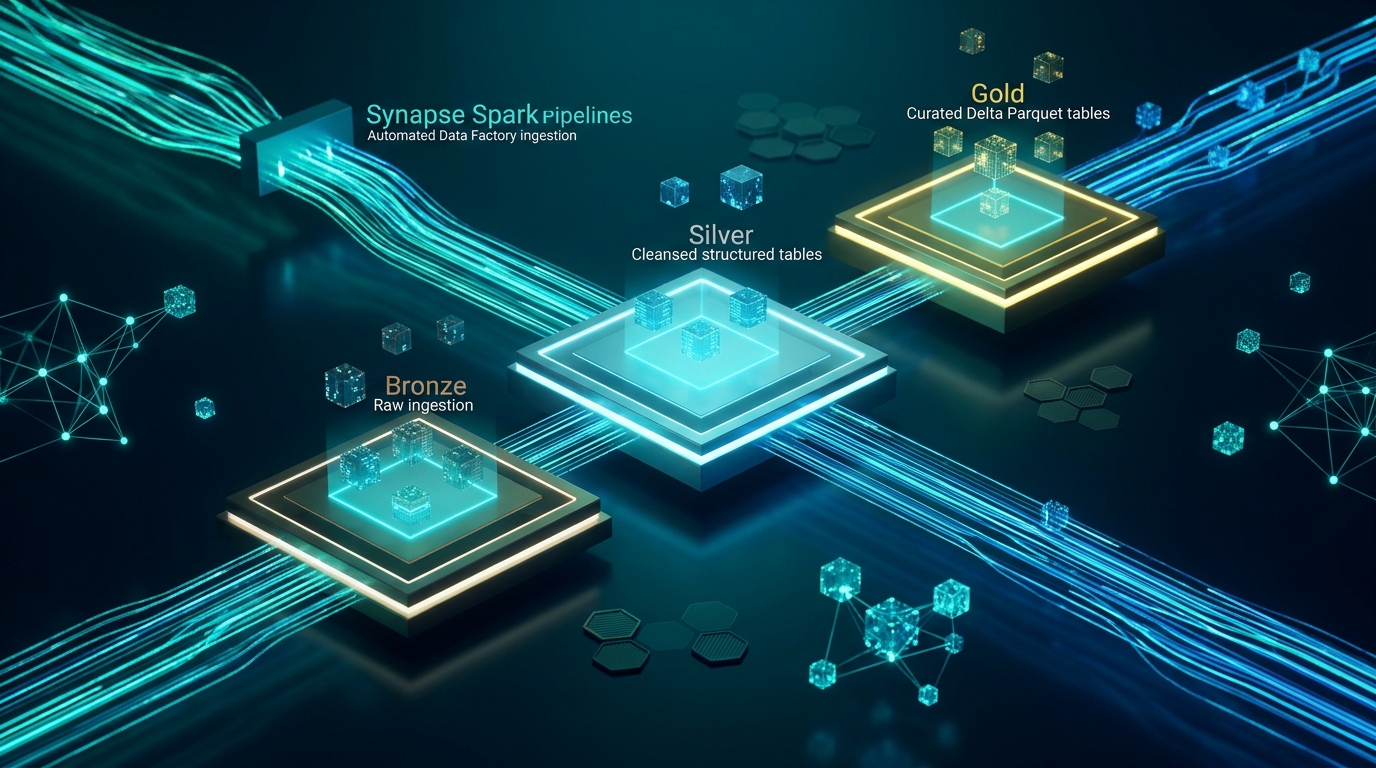 Synapse Spark Pipelines
Automated Data Factory ingestion
Gold
Curated Delta Parquet tables
Silver
Cleansed structured tables
Bronze
Raw ingestion